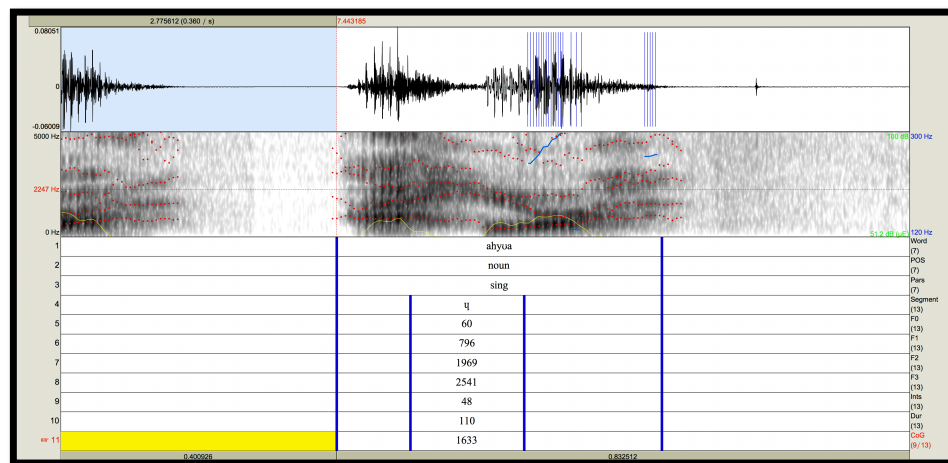 2.775612 (0.360 / s) 7.443185
0.08051
0
-0.06009
5000 Hz 100 dB 300 Hz
2247 Hz
0 Hz 51.2 dB (µE) 120 Hz
1 ahyʋa Word (7)
2 noun POS (7)
3 sing Pars (7)
4 ɥ Segment (13)
5 60 F0 (13)
6 796 F1 (13)
7 1969 F2 (13)
8 2541 F3 (13)
9 48 Ints (13)
10 110 Dur (13)
☞ 11 1633 CoG (9/13)
0.400926 0.832512